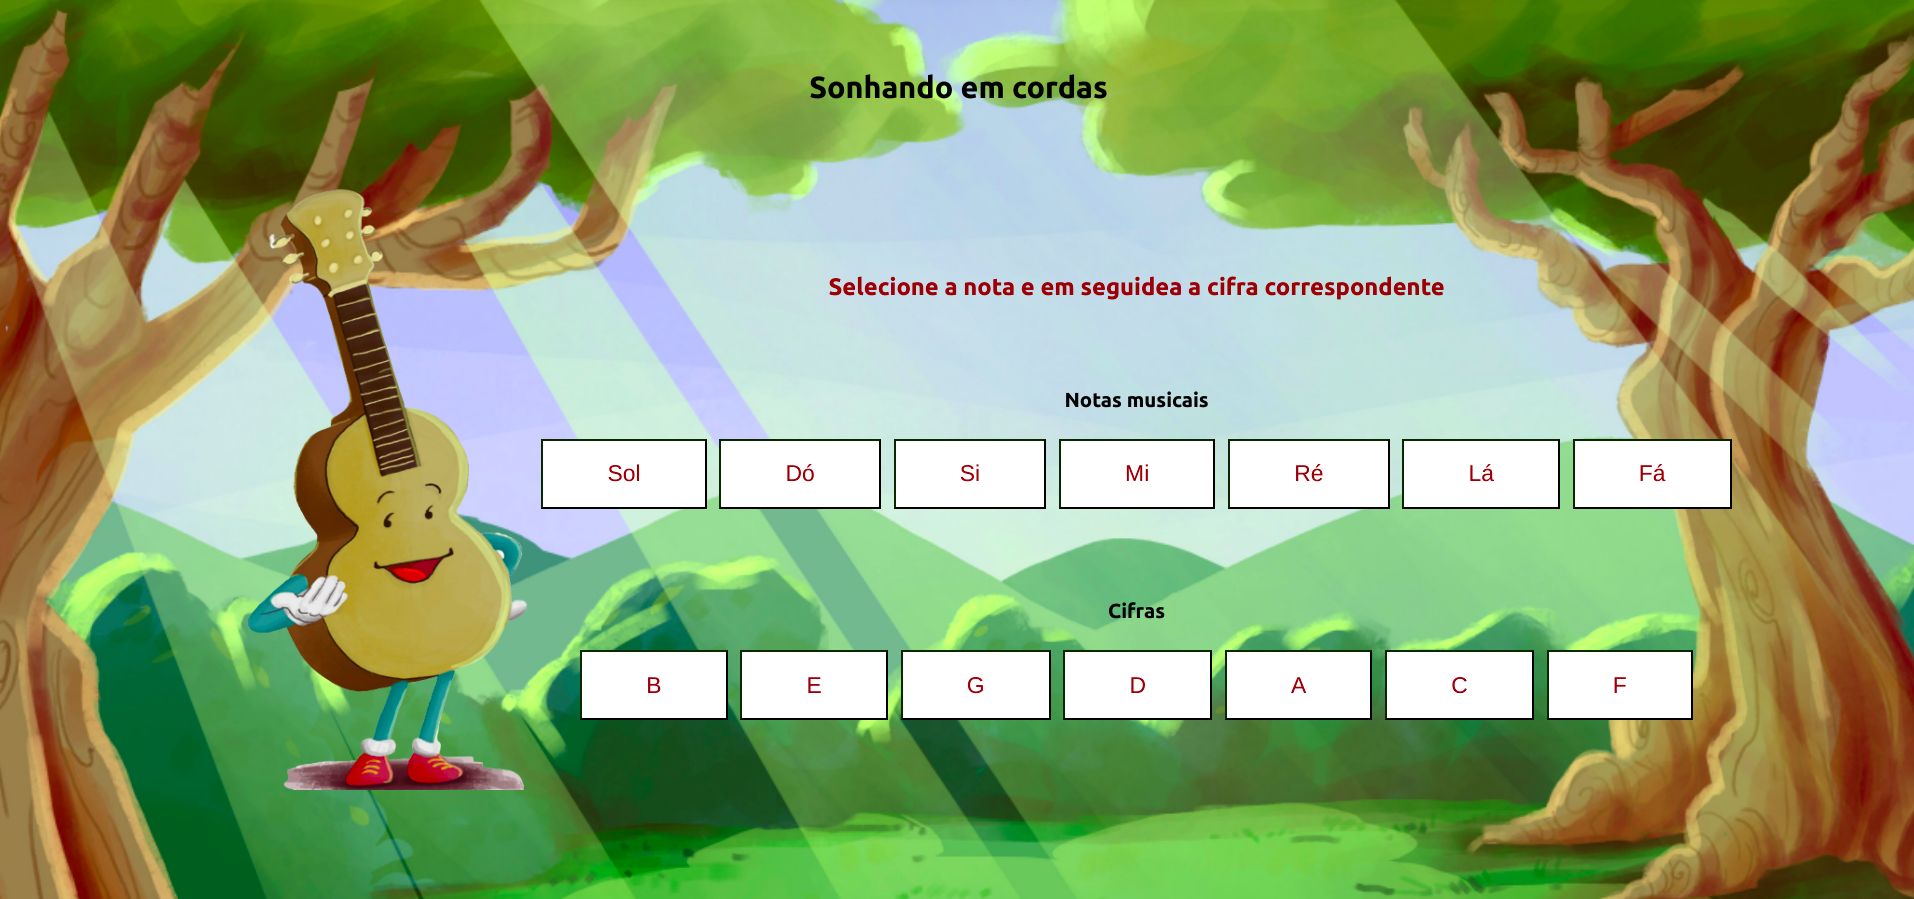 Sonhando em cordas
Selecione a nota e em seguidea a cifra correspondente
Notas musicais
Sol Dó Si Mi Ré Lá Fá
Cifras
B E G D A C F